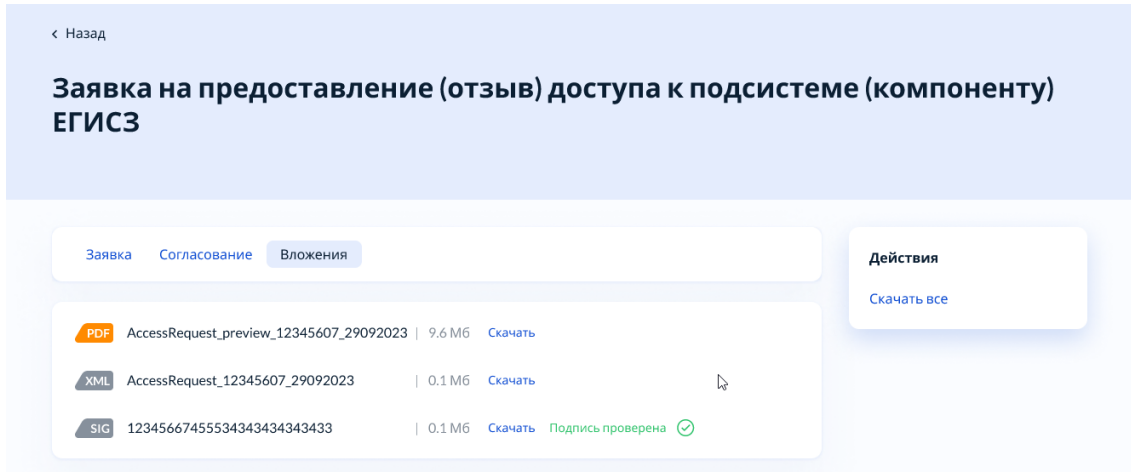 Назад
Заявка на предоставление (отзыв) доступа к подсистеме (компоненту)
ЕГИСЗ
Заявка Согласование Вложения
Действия
Скачать все
PDF AccessRequest_preview_12345607_29092023 | 9.6 Мб Скачать
XML AccessRequest_12345607_29092023 | 0.1 Мб Скачать
SIG 12345667455534343434343433 | 0.1 Мб Скачать Подпись проверена